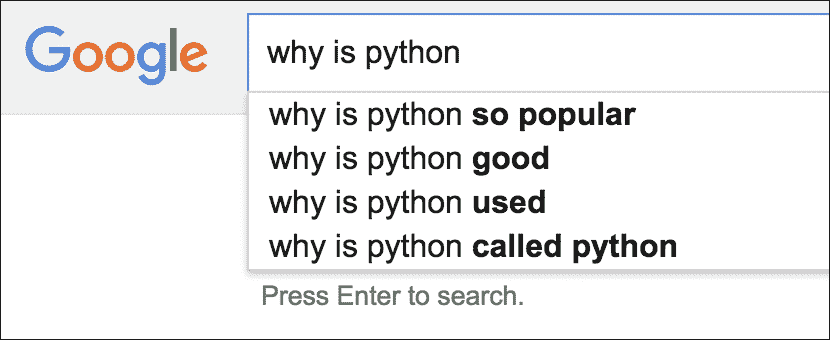 Google
why is python
why is python so popular
why is python good
why is python used
why is python called python
Press Enter to search.